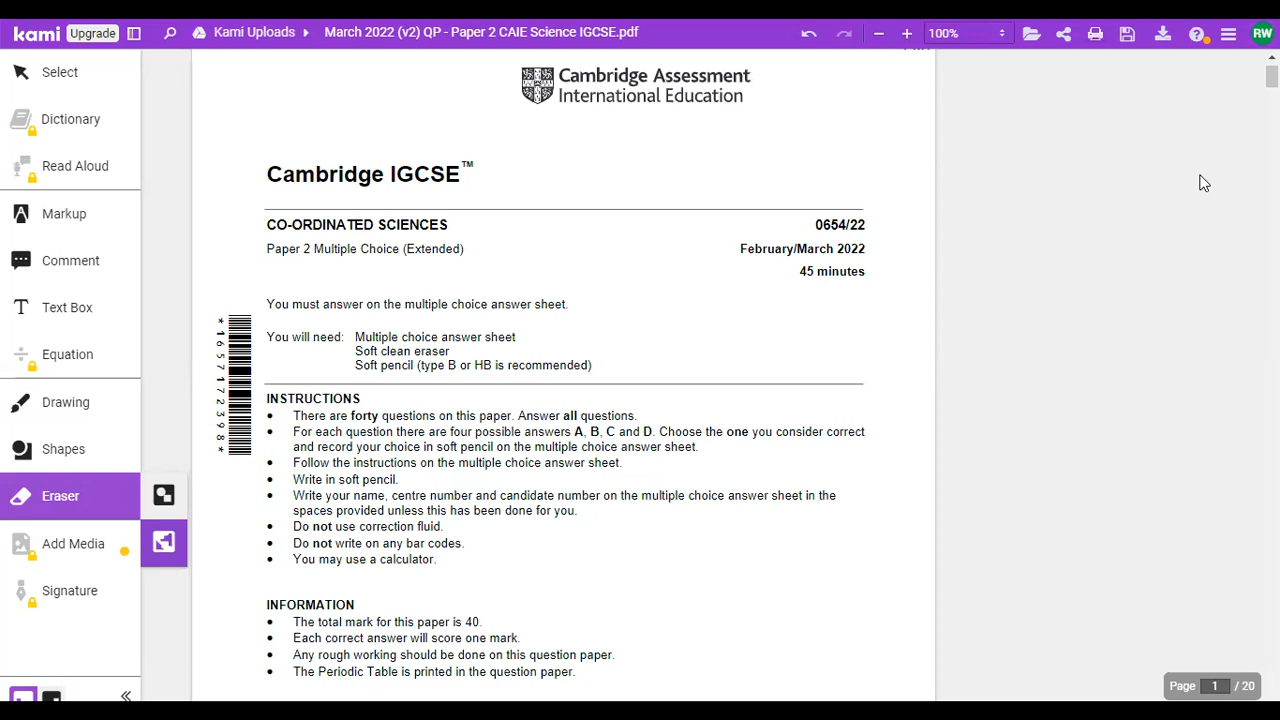 kami Upgrade Kami Uploads March 2022 (v2) QP - Paper 2 CAIE Science IGCSE.pdf 100% RW
Select
Dictionary
Read Aloud
Markup
Comment
Text Box
Equation
Drawing
Shapes
Eraser
Add Media
Signature
Cambridge Assessment
International Education
Cambridge IGCSE™
CO-ORDINATED SCIENCES 0654/22
Paper 2 Multiple Choice (Extended) February/March 2022
45 minutes
You must answer on the multiple choice answer sheet.
You will need: Multiple choice answer sheet
Soft clean eraser
Soft pencil (type B or HB is recommended)
*1657172398*
INSTRUCTIONS
● There are forty questions on this paper. Answer all questions.
● For each question there are four possible answers A, B, C and D. Choose the one you consider correct
and record your choice in soft pencil on the multiple choice answer sheet.
● Follow the instructions on the multiple choice answer sheet.
● Write in soft pencil.
● Write your name, centre number and candidate number on the multiple choice answer sheet in the
spaces provided unless this has been done for you.
● Do not use correction fluid.
● Do not write on any bar codes.
● You may use a calculator.
INFORMATION
● The total mark for this paper is 40.
● Each correct answer will score one mark.
● Any rough working should be done on this question paper.
● The Periodic Table is printed in the question paper.
Page 1 / 20